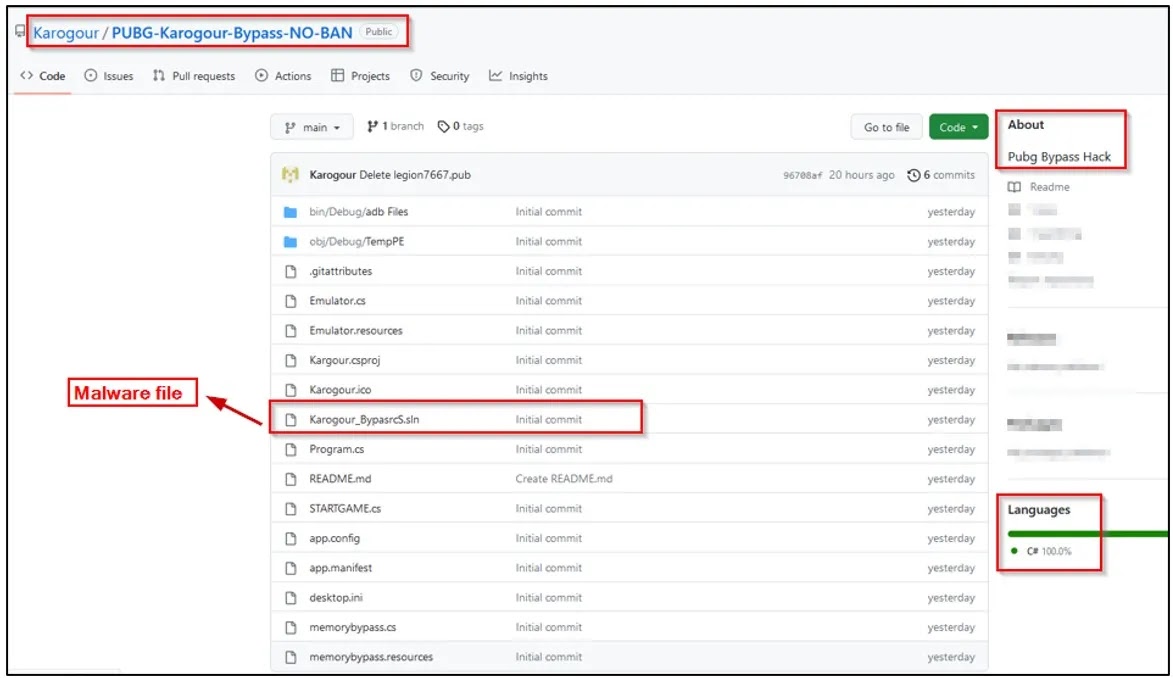 Karogour / PUBG-Karogour-Bypass-NO-BAN Public
Code Issues Pull requests Actions Projects Security Insights
main 1 branch 0 tags Go to file Code
Karogour Delete legion7667.pub 96708af 20 hours ago 6 commits
bin/Debug/adb Files Initial commit yesterday
obj/Debug/TempPE Initial commit yesterday
.gitattributes Initial commit yesterday
Emulator.cs Initial commit yesterday
Emulator.resources Initial commit yesterday
Kargour.csproj Initial commit yesterday
Karogour.ico Initial commit yesterday
Malware file
Karogour_BypasrcS.sln Initial commit yesterday
Program.cs Initial commit yesterday
README.md Create README.md yesterday
STARTGAME.cs Initial commit yesterday
app.config Initial commit yesterday
app.manifest Initial commit yesterday
desktop.ini Initial commit yesterday
memorybypass.cs Initial commit yesterday
memorybypass.resources Initial commit yesterday
About
Pubg Bypass Hack
Readme
Languages
C# 100.0%